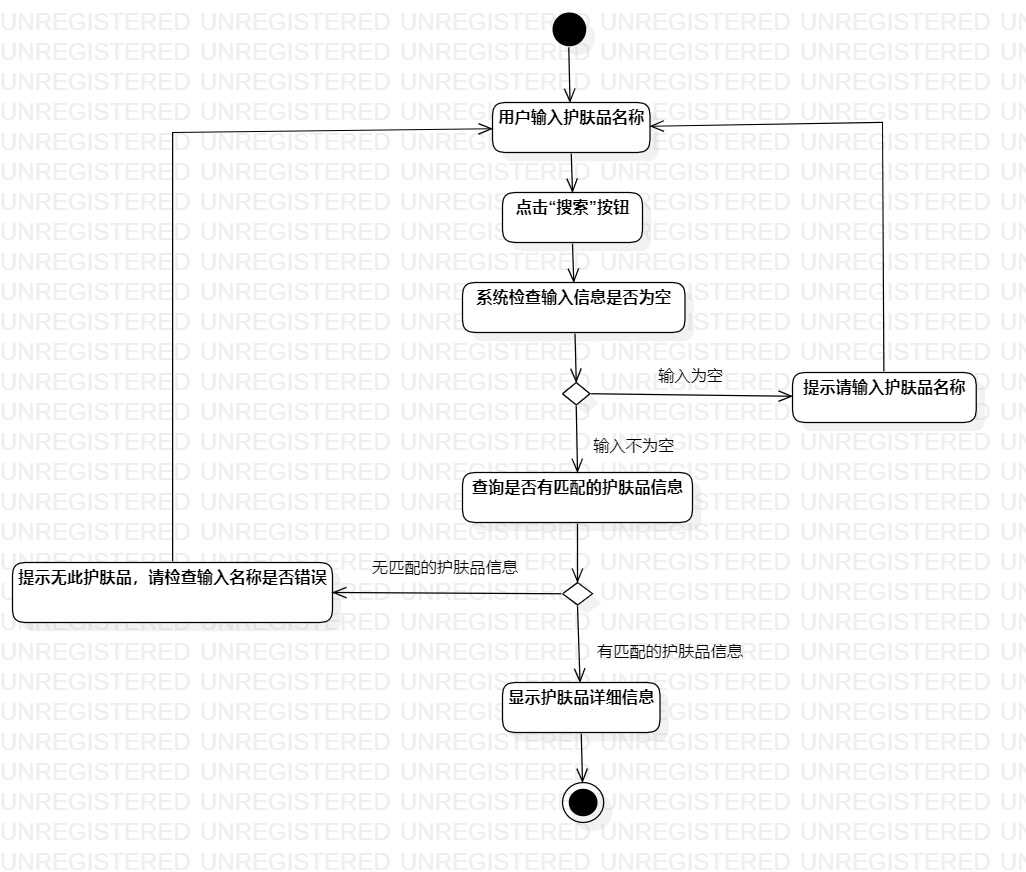 用户输入护肤品名称
点击“搜索”按钮
系统检查输入信息是否为空
输入为空
提示请输入护肤品名称
输入不为空
查询是否有匹配的护肤品信息
无匹配的护肤品信息
提示无此护肤品，请检查输入名称是否错误
有匹配的护肤品信息
显示护肤品详细信息
UNREGISTERED